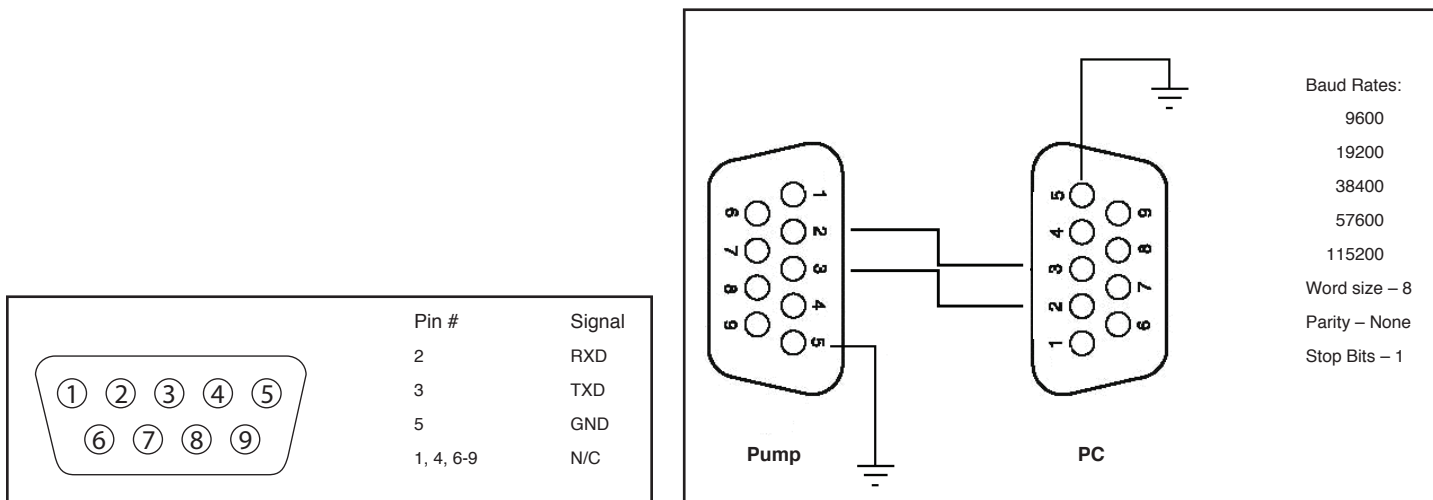 Pin # Signal
2 RXD
3 TXD
5 GND
1, 4, 6-9 N/C
1 2 3 4 5
6 7 8 9
1
2
3
4
5
6
7
8
9
Pump
5
4
3
2
1
9
8
7
6
PC
Baud Rates:
9600
19200
38400
57600
115200
Word size – 8
Parity – None
Stop Bits – 1